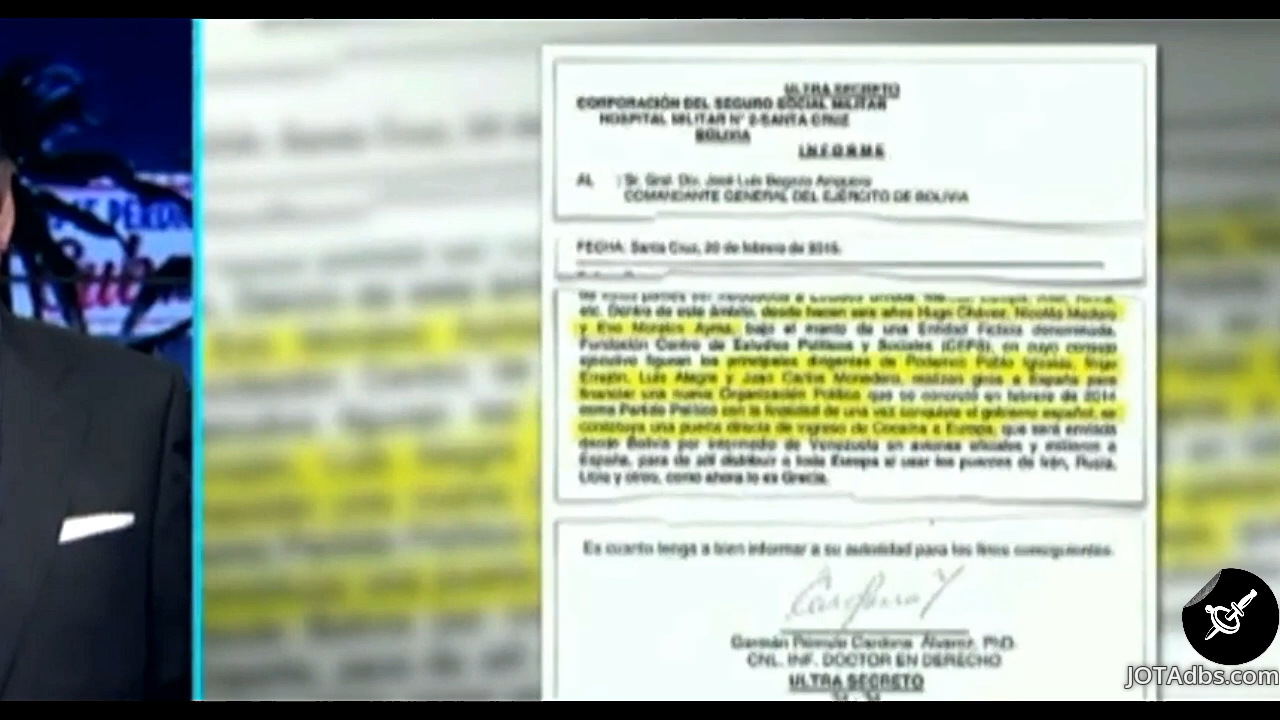 ULTRA SECRETO
CORPORACIÓN DEL SEGURO SOCIAL MILITAR
HOSPITAL MILITAR N° 2-SANTA CRUZ
BOLIVIA
INFORME
AL : Sr. Gral. Div. José Luis
COMANDANTE GENERAL DEL EJÉRCITO DE BOLIVIA
FECHA: Santa Cruz, 20 de febrero de 2015.
etc. Dentro de este ámbito, desde hacen años Hugo Chávez, Nicolás Maduro
y Evo Morales Ayma, bajo el manto de una Entidad Ficticia denominada,
Fundación Centro de Estudios Políticos y Sociales (CEPS), en cuyo consejo
ejecutivo figuran los principales dirigentes de Podemos: Pablo Iglesias, Iñigo
Errejón, Luis Alegre y Juan Carlos Monedero, realizan giros a España para
financiar una nueva Organización Política que se concretó en febrero de 2014
como Partido Político con la finalidad de una vez conquiste el gobierno español, se
constituya una puerta directa de ingreso de Cocaína a Europa, que será enviada
desde Bolivia por intermedio de Venezuela en aviones oficiales y militares a
España, para de allí distribuir a toda Europa al usar los puentes de Irán, Rusia,
Libia y otros, como ahora lo es Grecia.
Es cuanto tengo a bien informar a su autoridad para los fines consiguientes.
Germán Rómulo Cardona Álvarez, PhD.
CNL. INF. DOCTOR EN DERECHO
ULTRA SECRETO
JOTAdbs.com